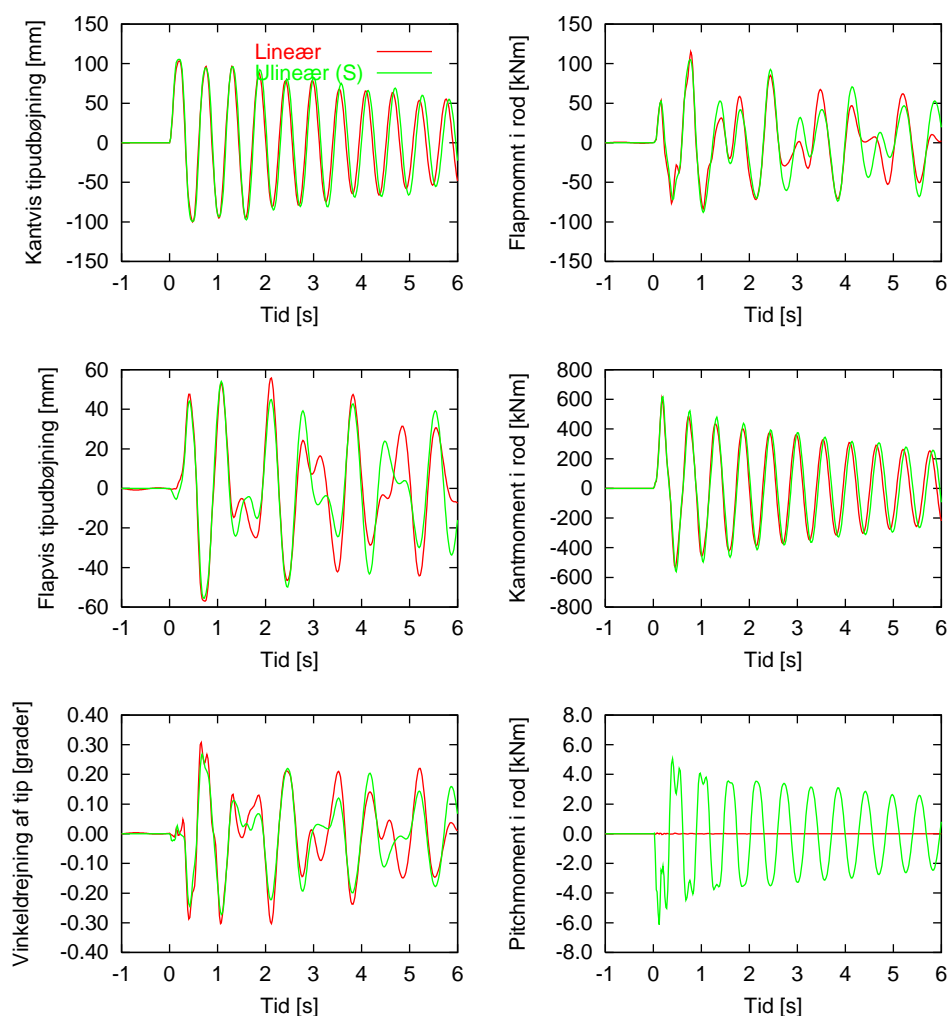 Kantvis tipudbøjning [mm]
150
100
50
0
-50
-100
-150
-1 0 1 2 3 4 5 6
Tid [s]
Lineær
Ulineær (S)
Flapmomnt i rod [kNm]
150
100
50
0
-50
-100
-150
-1 0 1 2 3 4 5 6
Tid [s]
Flapvis tipudbøjning [mm]
60
40
20
0
-20
-40
-60
-1 0 1 2 3 4 5 6
Tid [s]
Kantmoment i rod [kNm]
800
600
400
200
0
-200
-400
-600
-800
-1 0 1 2 3 4 5 6
Tid [s]
Vinkeldrejning af tip [grader]
0.40
0.30
0.20
0.10
0.00
-0.10
-0.20
-0.30
-0.40
-1 0 1 2 3 4 5 6
Tid [s]
Pitchmoment i rod [kNm]
8.0
6.0
4.0
2.0
0.0
-2.0
-4.0
-6.0
-8.0
-1 0 1 2 3 4 5 6
Tid [s]